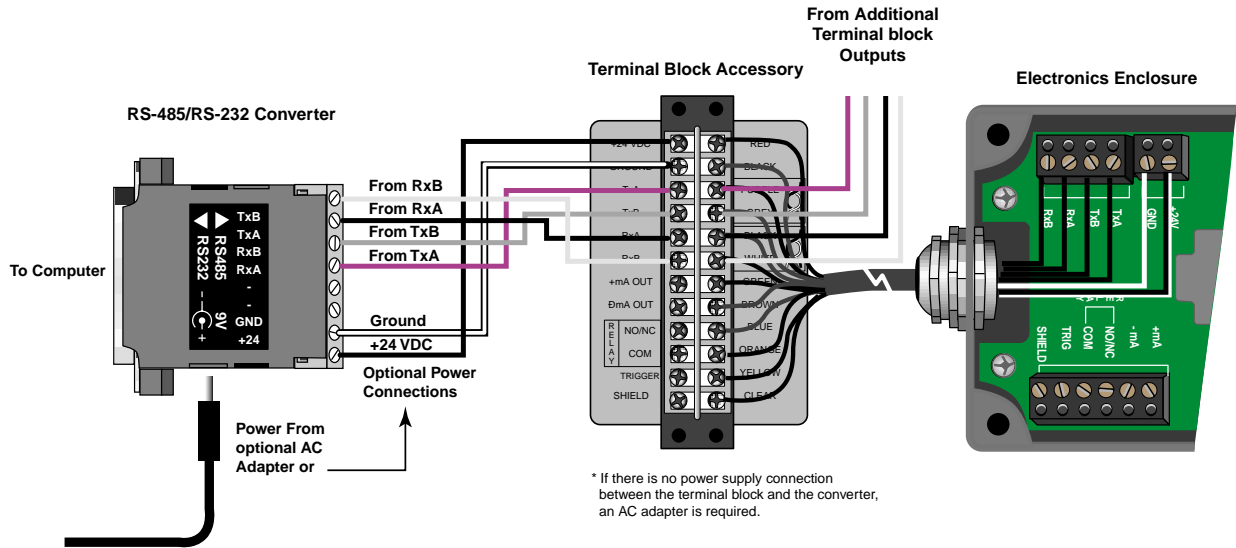 From Additional
Terminal block
Outputs
Terminal Block Accessory
Electronics Enclosure
RS-485/RS-232 Converter
To Computer
RS485
RS232
9V
- +
TxB
TxA
RxB
RxA
-
-
GND
+24
From RxB
From RxA
From TxB
From TxA
Ground
+24 VDC
Optional Power
Connections
Power From
optional AC
Adapter or
+24 VDC
GROUND
TxA
TxB
RxA
RxB
+mA OUT
ÐmA OUT
RELAY
NO/NC
COM
TRIGGER
SHIELD
RED
BLACK
PURPLE
GREY
BLACK
WHITE
GREEN
BROWN
BLUE
ORANGE
YELLOW
CLEAR
RxB
RxA
TxB
TxA
GND
+24V
RELAY
SHIELD
TRIG
COM
NO/NC
- mA
+mA
* If there is no power supply connection
between the terminal block and the converter,
an AC adapter is required.